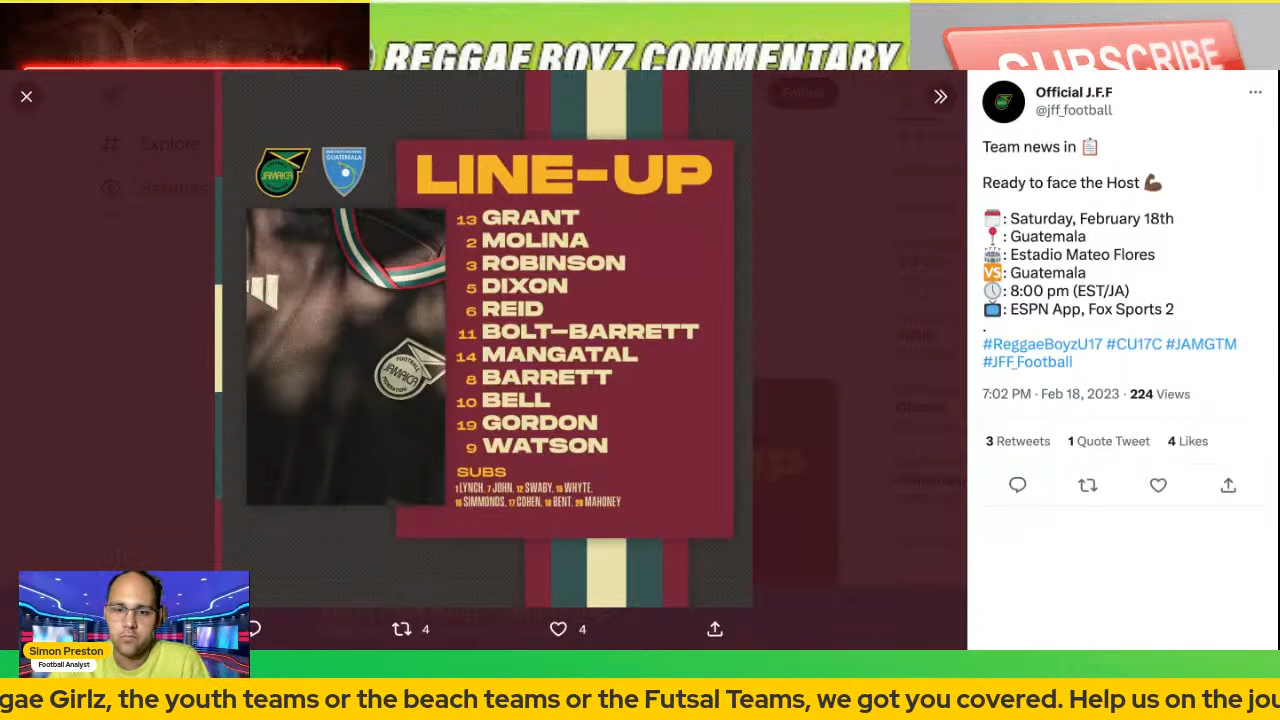 REGGAE BOYZ COMMENTARY
SUBSCRIBE
Explore
Follow
LINE-UP
JAMAICA
GUATEMALA
13 GRANT
2 MOLINA
3 ROBINSON
5 DIXON
6 REID
11 BOLT-BARRETT
14 MANGATAL
8 BARRETT
10 BELL
19 GORDON
9 WATSON
SUBS
1 LYNCH, 7 JOHN, 12 SWABY, 15 WHYTE,
16 SIMMONDS, 17 COHEN, 18 BENT, 20 MAHONEY
FOOTBALL
JAMAICA
4
4
Official J.F.F
@jff_football
Team news in 📋
Ready to face the Host 💪🏿
📅: Saturday, February 18th
📍: Guatemala
🏟: Estadio Mateo Flores
🆚: Guatemala
🕔: 8:00 pm (EST/JA)
📺: ESPN App, Fox Sports 2
.
#ReggaeBoyzU17 #CU17C #JAMGTM
#JFF_Football
7:02 PM · Feb 18, 2023 · 224 Views
3 Retweets 1 Quote Tweet 4 Likes
Simon Preston
Football Analyst
gae Girlz, the youth teams or the beach teams or the Futsal Teams, we got you covered. Help us on the jou